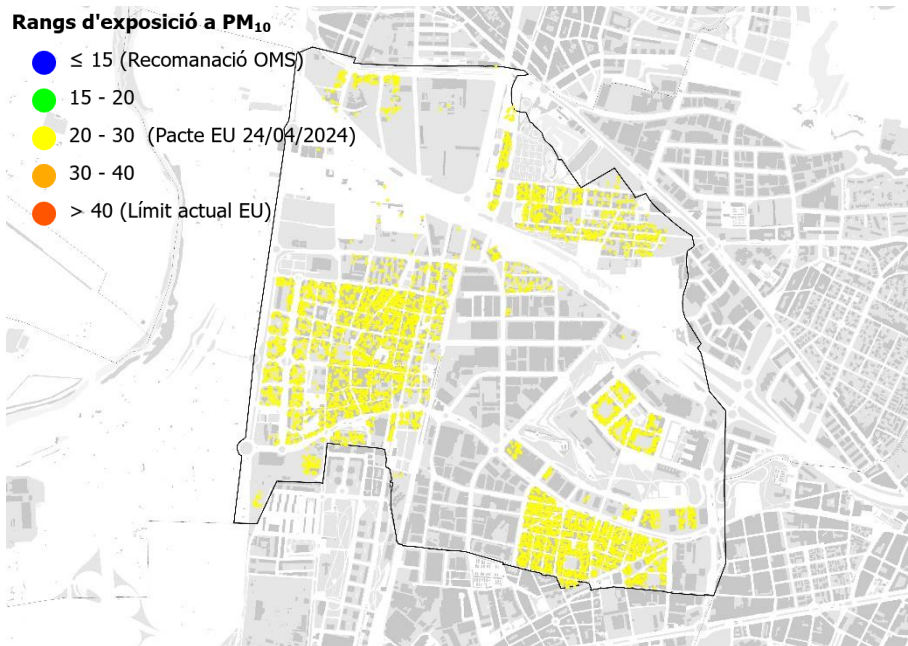 Rangs d'exposició a PM₁₀
≤ 15 (Recomanació OMS)
15 - 20
20 - 30 (Pacte EU 24/04/2024)
30 - 40
> 40 (Límit actual EU)